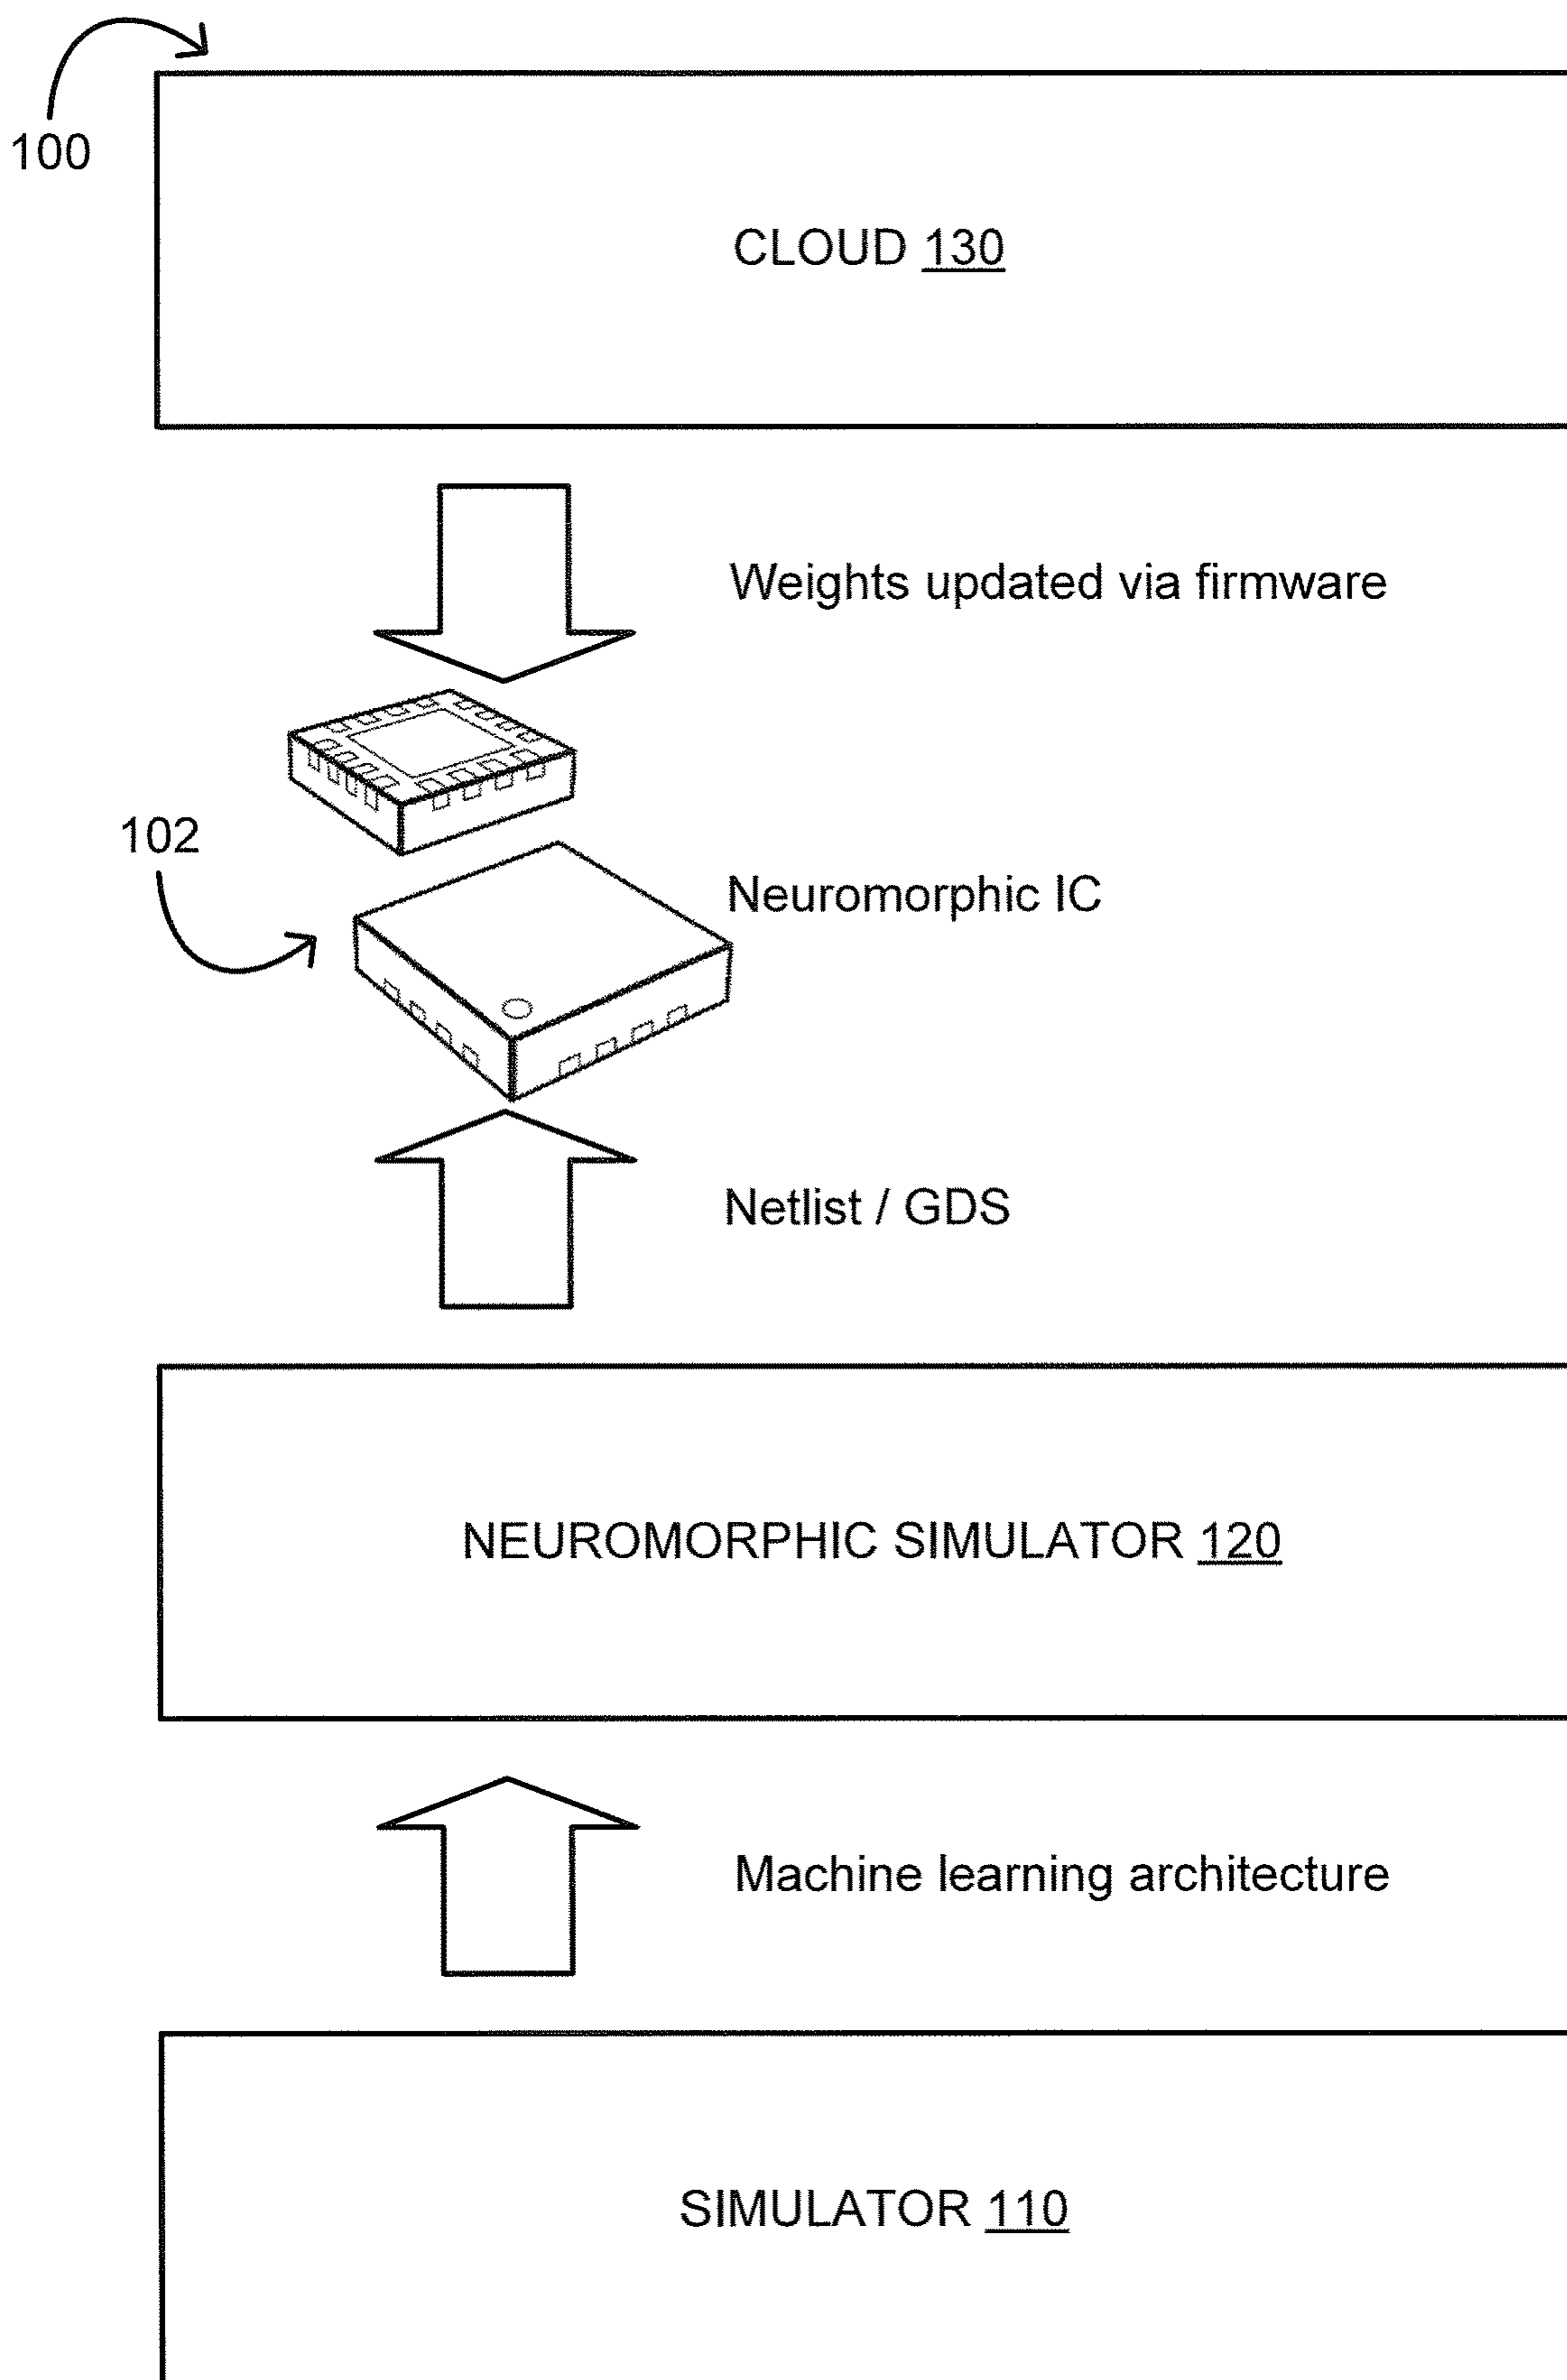 100
CLOUD 130
Weights updated via firmware
102
Neuromorphic IC
Netlist / GDS
NEUROMORPHIC SIMULATOR 120
Machine learning architecture
SIMULATOR 110